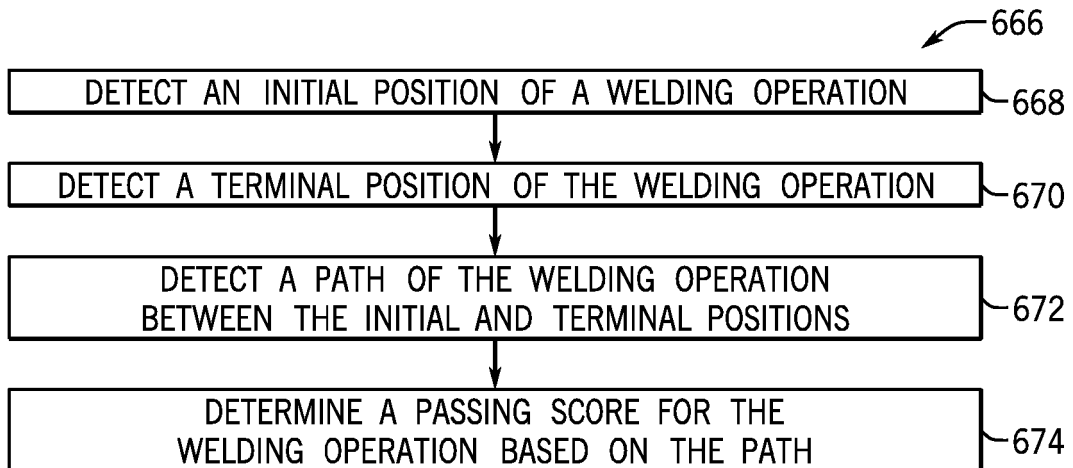 666
DETECT AN INITIAL POSITION OF A WELDING OPERATION
668
DETECT A TERMINAL POSITION OF THE WELDING OPERATION
670
DETECT A PATH OF THE WELDING OPERATION
BETWEEN THE INITIAL AND TERMINAL POSITIONS
672
DETERMINE A PASSING SCORE FOR THE
WELDING OPERATION BASED ON THE PATH
674